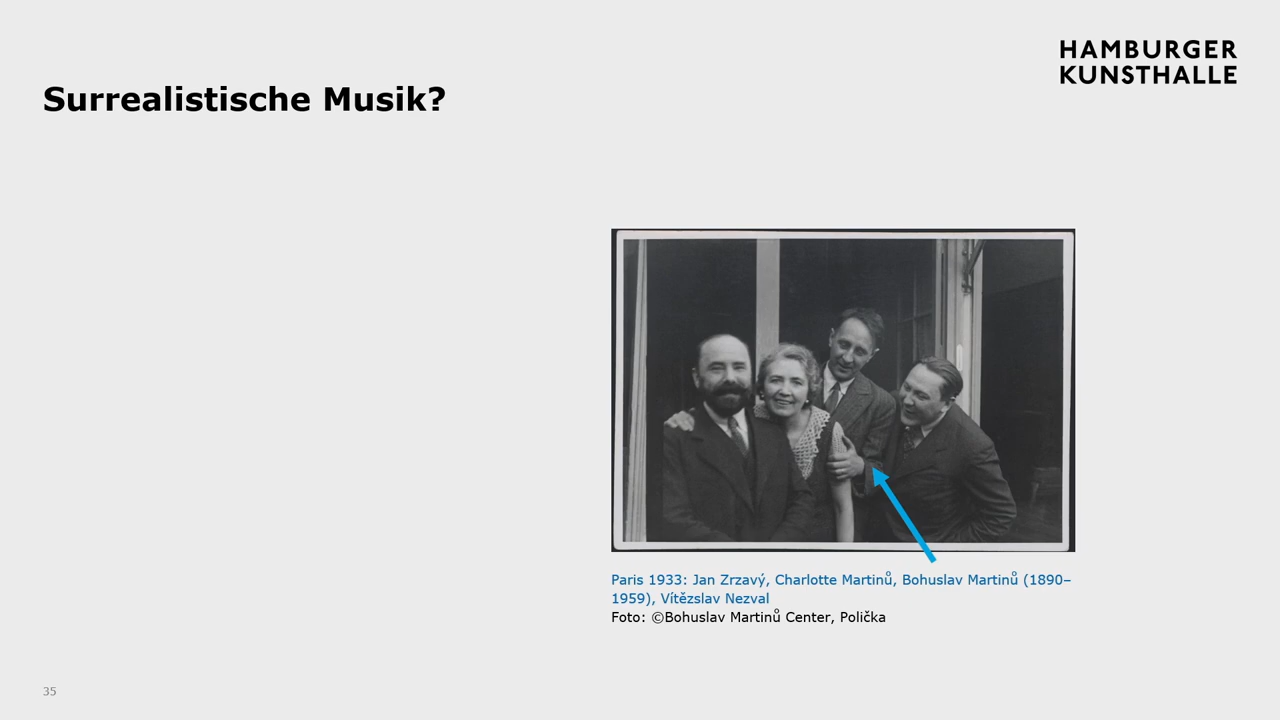 HAMBURGER
KUNSTHALLE
Surrealistische Musik?
Paris 1933: Jan Zrzavý, Charlotte Martinů, Bohuslav Martinů (1890–
1959), Vítězslav Nezval
Foto: ©Bohuslav Martinů Center, Polička
35